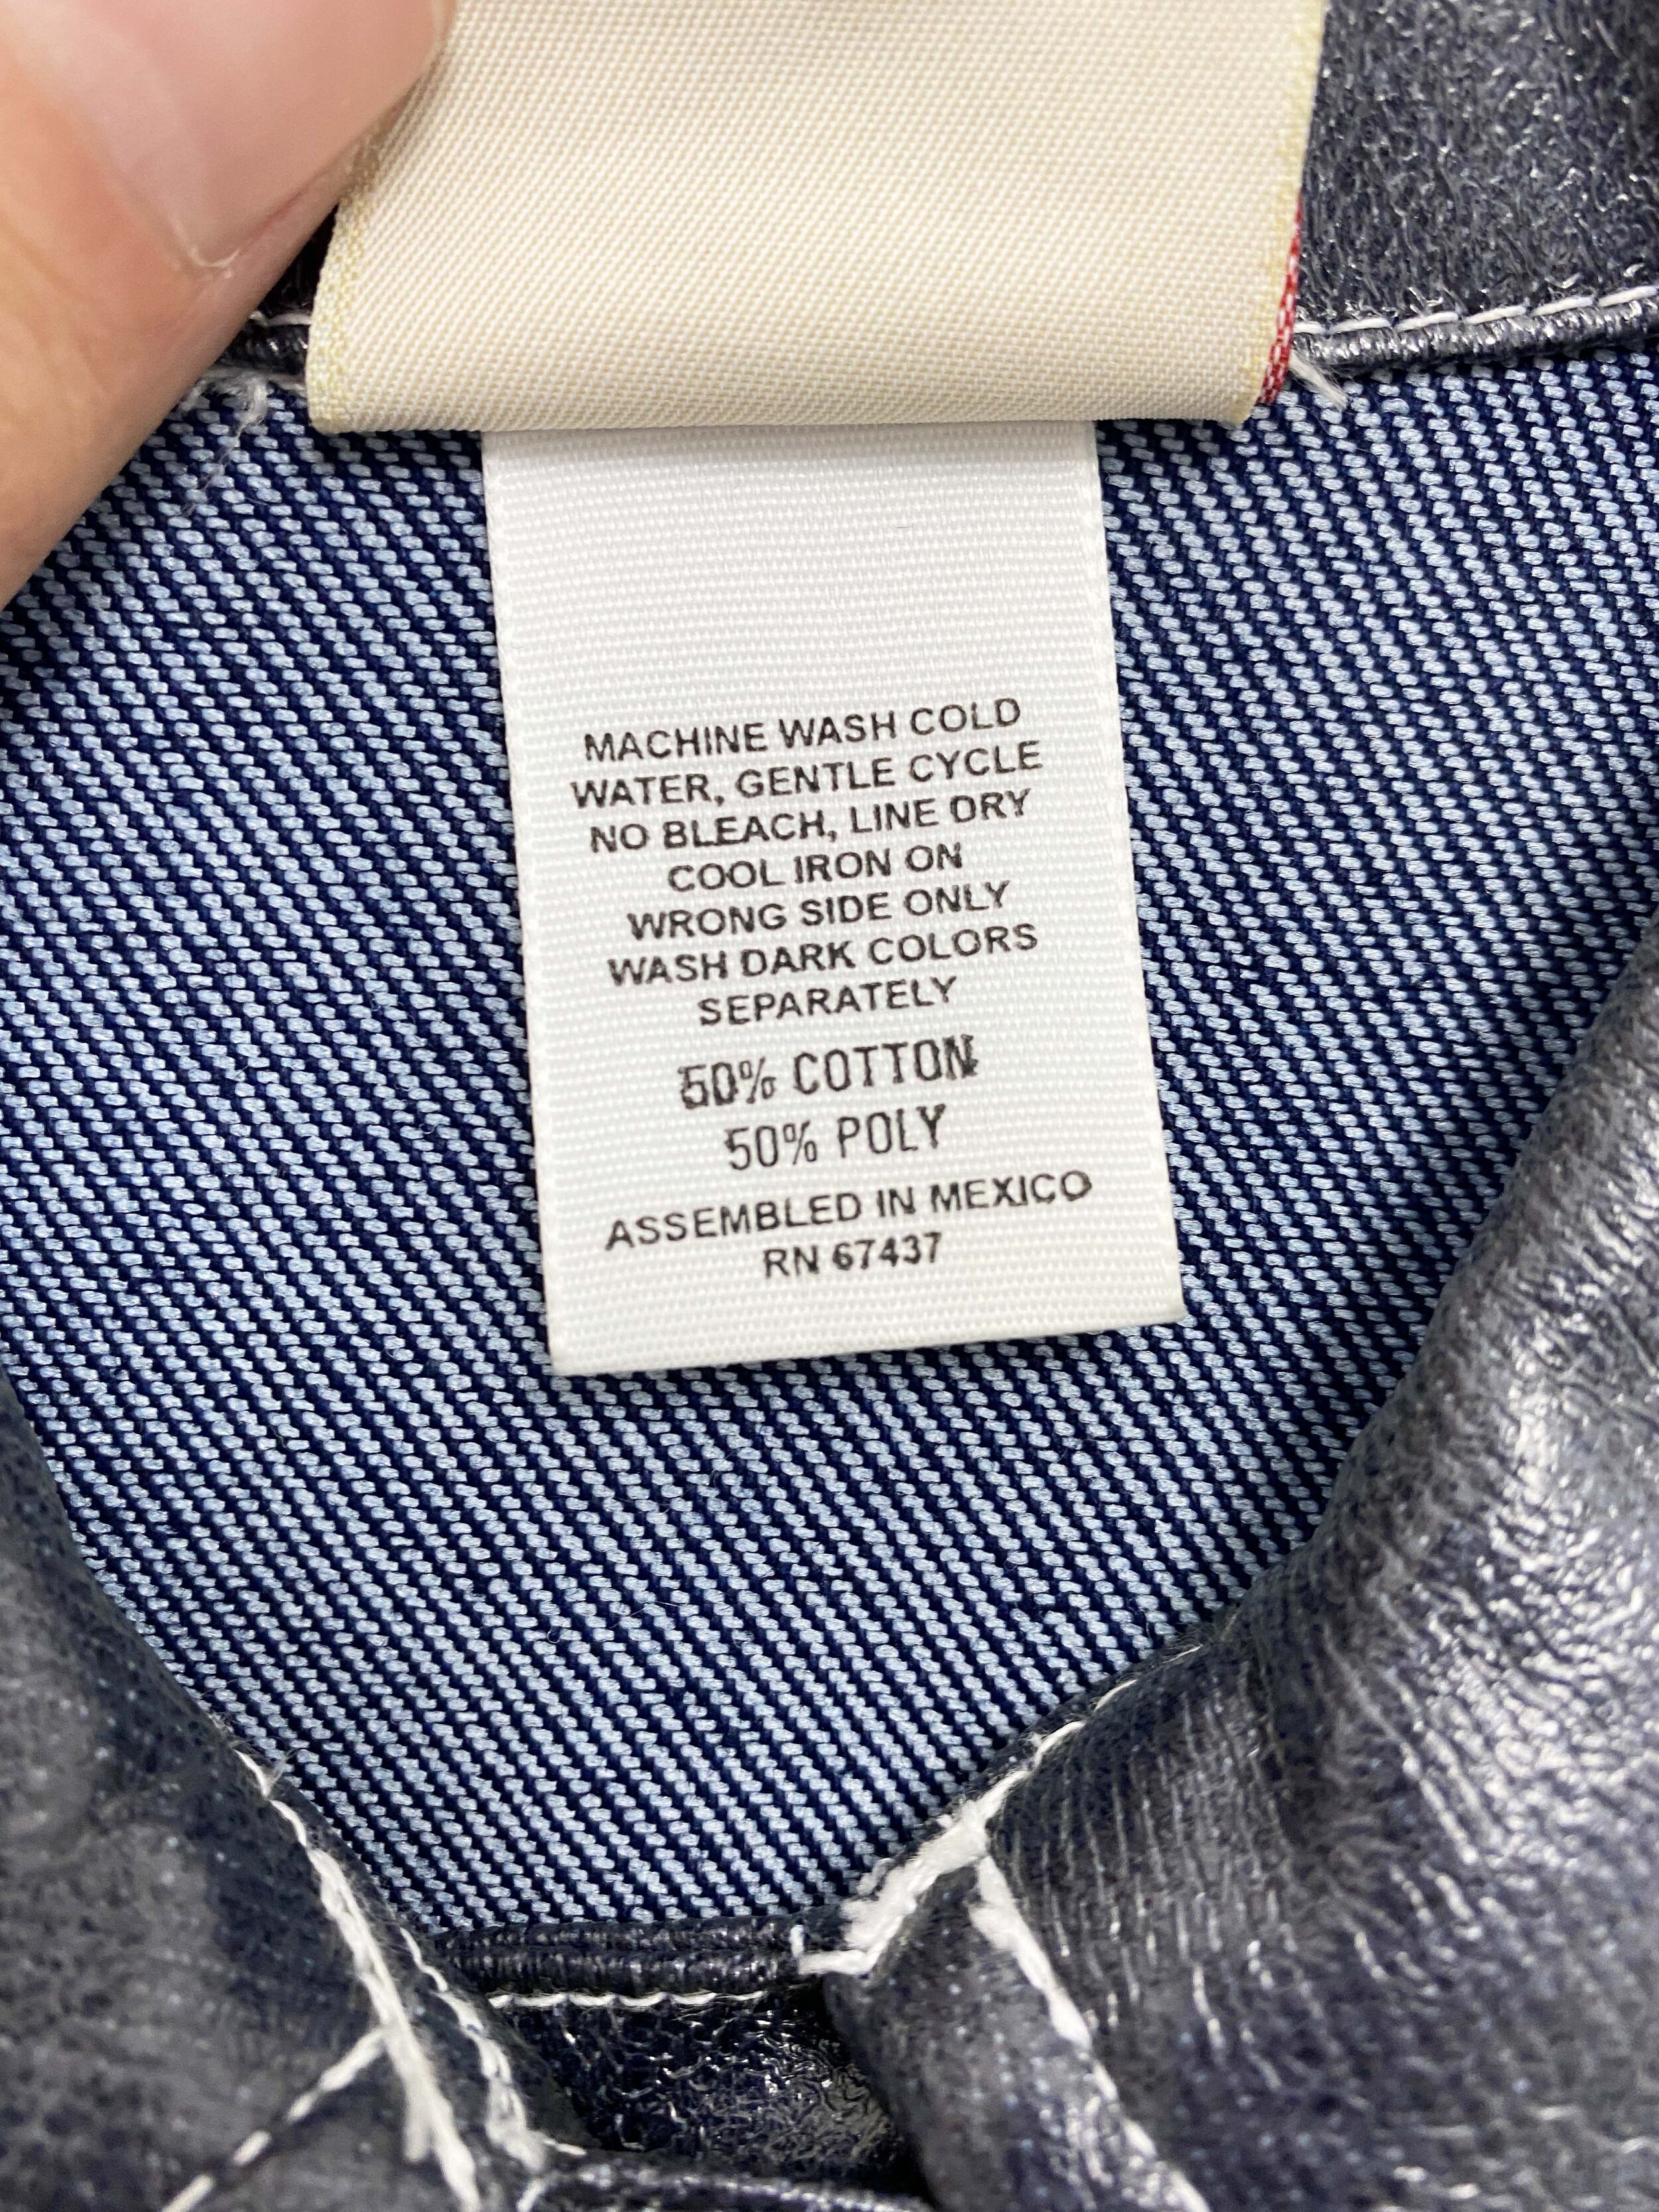 MACHINE WASH COLD
WATER, GENTLE CYCLE
NO BLEACH, LINE DRY
COOL IRON ON
WRONG SIDE ONLY
WASH DARK COLORS
SEPARATELY
50% COTTON
50% POLY
ASSEMBLED IN MEXICO
RN 67437